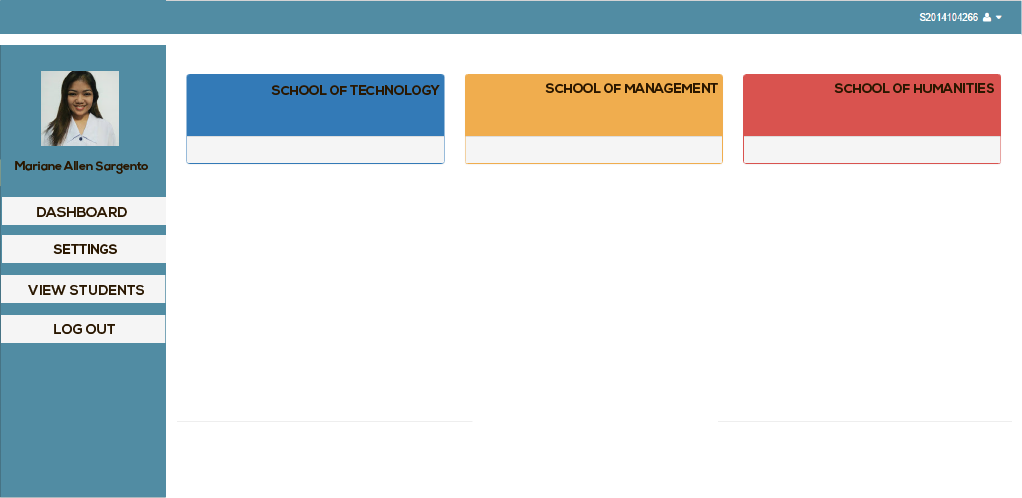 S2014104266
SCHOOL OF TECHNOLOGY
SCHOOL OF MANAGEMENT
SCHOOL OF HUMANITIES
Mariane Allen Sargento
DASHBOARD
SETTINGS
VIEW STUDENTS
LOG OUT